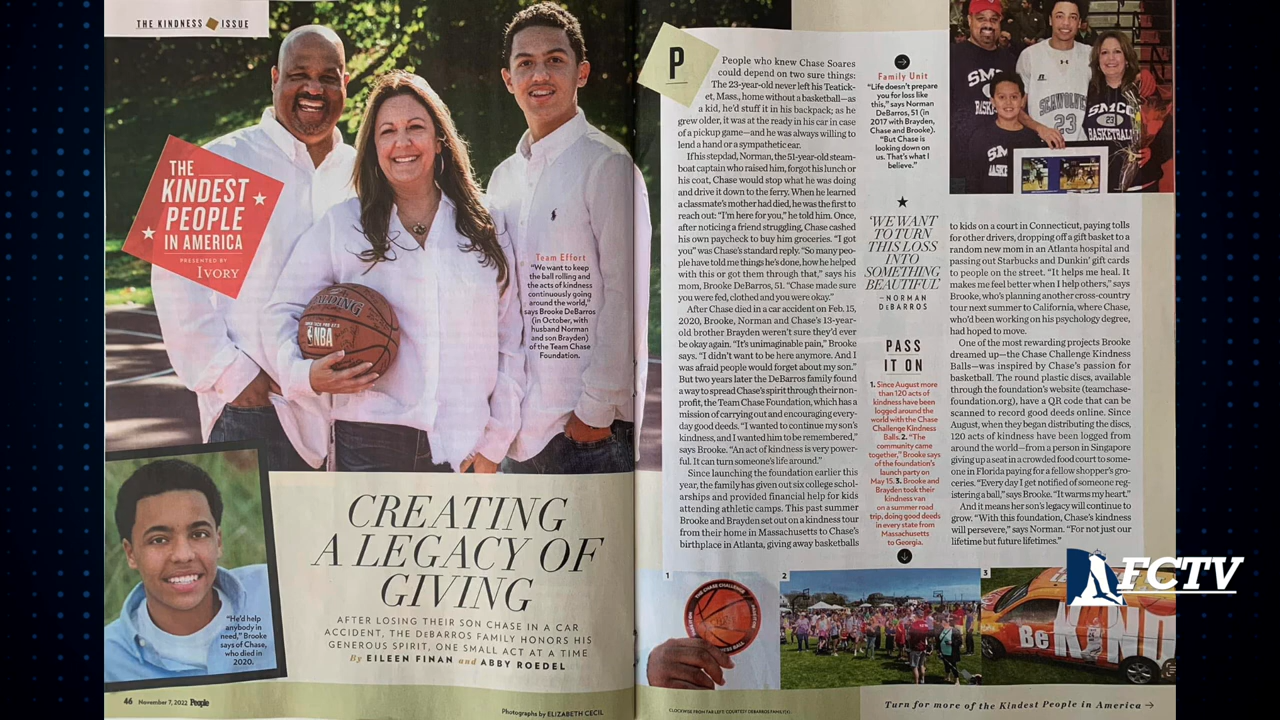 THE KINDNESS ISSUE
THE
KINDEST
PEOPLE
IN AMERICA
PRESENTED BY
IVORY
SPALDING
NBA
Team Effort
"We want to keep
the ball rolling and
the acts of kindness
continuously going
around the world,"
says Brooke DeBarros
(in October, with
husband Norman
and son Brayden)
of the Team Chase
Foundation.
"He'd help
anybody in
need," Brooke
says of Chase,
who died in
2020.
CREATING
A LEGACY OF
GIVING
AFTER LOSING THEIR SON CHASE IN A CAR
ACCIDENT, THE DeBARROS FAMILY HONORS HIS
GENEROUS SPIRIT, ONE SMALL ACT AT A TIME
By EILEEN FINAN and ABBY ROEDEL
46 November 7, 2022 People
Photographs by ELIZABETH CECIL
P
People who knew Chase Soares
could depend on two sure things:
The 23-year-old never left his Teatick-
et, Mass., home without a basketball—as
a kid, he'd stuff it in his backpack; as he
grew older, it was at the ready in his car in case
of a pickup game—and he was always willing to
lend a hand or a sympathetic ear.
If his stepdad, Norman, the 51-year-old steam-
boat captain who raised him, forgot his lunch or
his coat, Chase would stop what he was doing
and drive it down to the ferry. When he learned
a classmate's mother had died, he was the first to
reach out: "I'm here for you," he told him. Once,
after noticing a friend struggling, Chase cashed
his own paycheck to buy him groceries. "I got
you" was Chase's standard reply. "So many peo-
ple have told me things he's done, how he helped
with this or got them through that," says his
mom, Brooke DeBarros, 51. "Chase made sure
you were fed, clothed and you were okay."
After Chase died in a car accident on Feb. 15,
2020, Brooke, Norman and Chase's 13-year-
old brother Brayden weren't sure they'd ever
be okay again. "It's unimaginable pain," Brooke
says. "I didn't want to be here anymore. And I
was afraid people would forget about my son."
But two years later the DeBarros family found
a way to spread Chase's spirit through their non-
profit, the Team Chase Foundation, which has a
mission of carrying out and encouraging every-
day good deeds. "I wanted to continue my son's
kindness, and I wanted him to be remembered,"
says Brooke. "An act of kindness is very power-
ful. It can turn someone's life around."
Since launching the foundation earlier this
year, the family has given out six college schol-
arships and provided financial help for kids
attending athletic camps. This past summer
Brooke and Brayden set out on a kindness tour
from their home in Massachusetts to Chase's
birthplace in Atlanta, giving away basketballs
Family Unit
"Life doesn't prepare
you for loss like
this," says Norman
DeBarros, 51 (in
2017 with Brayden,
Chase and Brooke).
"But Chase is
looking down on
us. That's what I
believe."
'WE WANT
TO TURN
THIS LOSS
INTO
SOMETHING
BEAUTIFUL'
—NORMAN
DeBARROS
PASS
IT ON
1. Since August more
than 120 acts of
kindness have been
logged around the
world with the Chase
Challenge Kindness
Balls. 2. "The
community came
together," Brooke says
of the foundation's
launch party on
May 15. 3. Brooke and
Brayden took their
kindness van
on a summer road
trip, doing good deeds
in every state from
Massachusetts
to Georgia.
SEAWOLVES
23
SMCC
BASKETBALL
to kids on a court in Connecticut, paying tolls
for other drivers, dropping off a gift basket to a
random new mom in an Atlanta hospital and
passing out Starbucks and Dunkin' gift cards
to people on the street. "It helps me heal. It
makes me feel better when I help others," says
Brooke, who's planning another cross-country
tour next summer to California, where Chase,
who'd been working on his psychology degree,
had hoped to move.
One of the most rewarding projects Brooke
dreamed up—the Chase Challenge Kindness
Balls—was inspired by Chase's passion for
basketball. The round plastic discs, available
through the foundation's website (teamchase-
foundation.org), have a QR code that can be
scanned to record good deeds online. Since
August, when they began distributing the discs,
120 acts of kindness have been logged from
around the world—from a person in Singapore
giving up a seat in a crowded food court to some-
one in Florida paying for a fellow shopper's gro-
ceries. "Every day I get notified of someone reg-
istering a ball," says Brooke. "It warms my heart."
And it means her son's legacy will continue to
grow. "With this foundation, Chase's kindness
will persevere," says Norman. "For not just our
lifetime but future lifetimes."
1
THE CHASE CHALLENGE
2
3
Be KIND
FCTV
CLOCKWISE FROM FAR LEFT: COURTESY DEBARROS FAMILY(5)
Turn for more of the Kindest People in America →